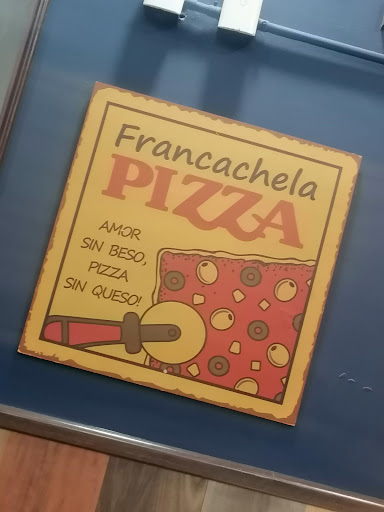 Francachela
PIZZA
AMOR
SIN BESO,
PIZZA
SIN QUESO!